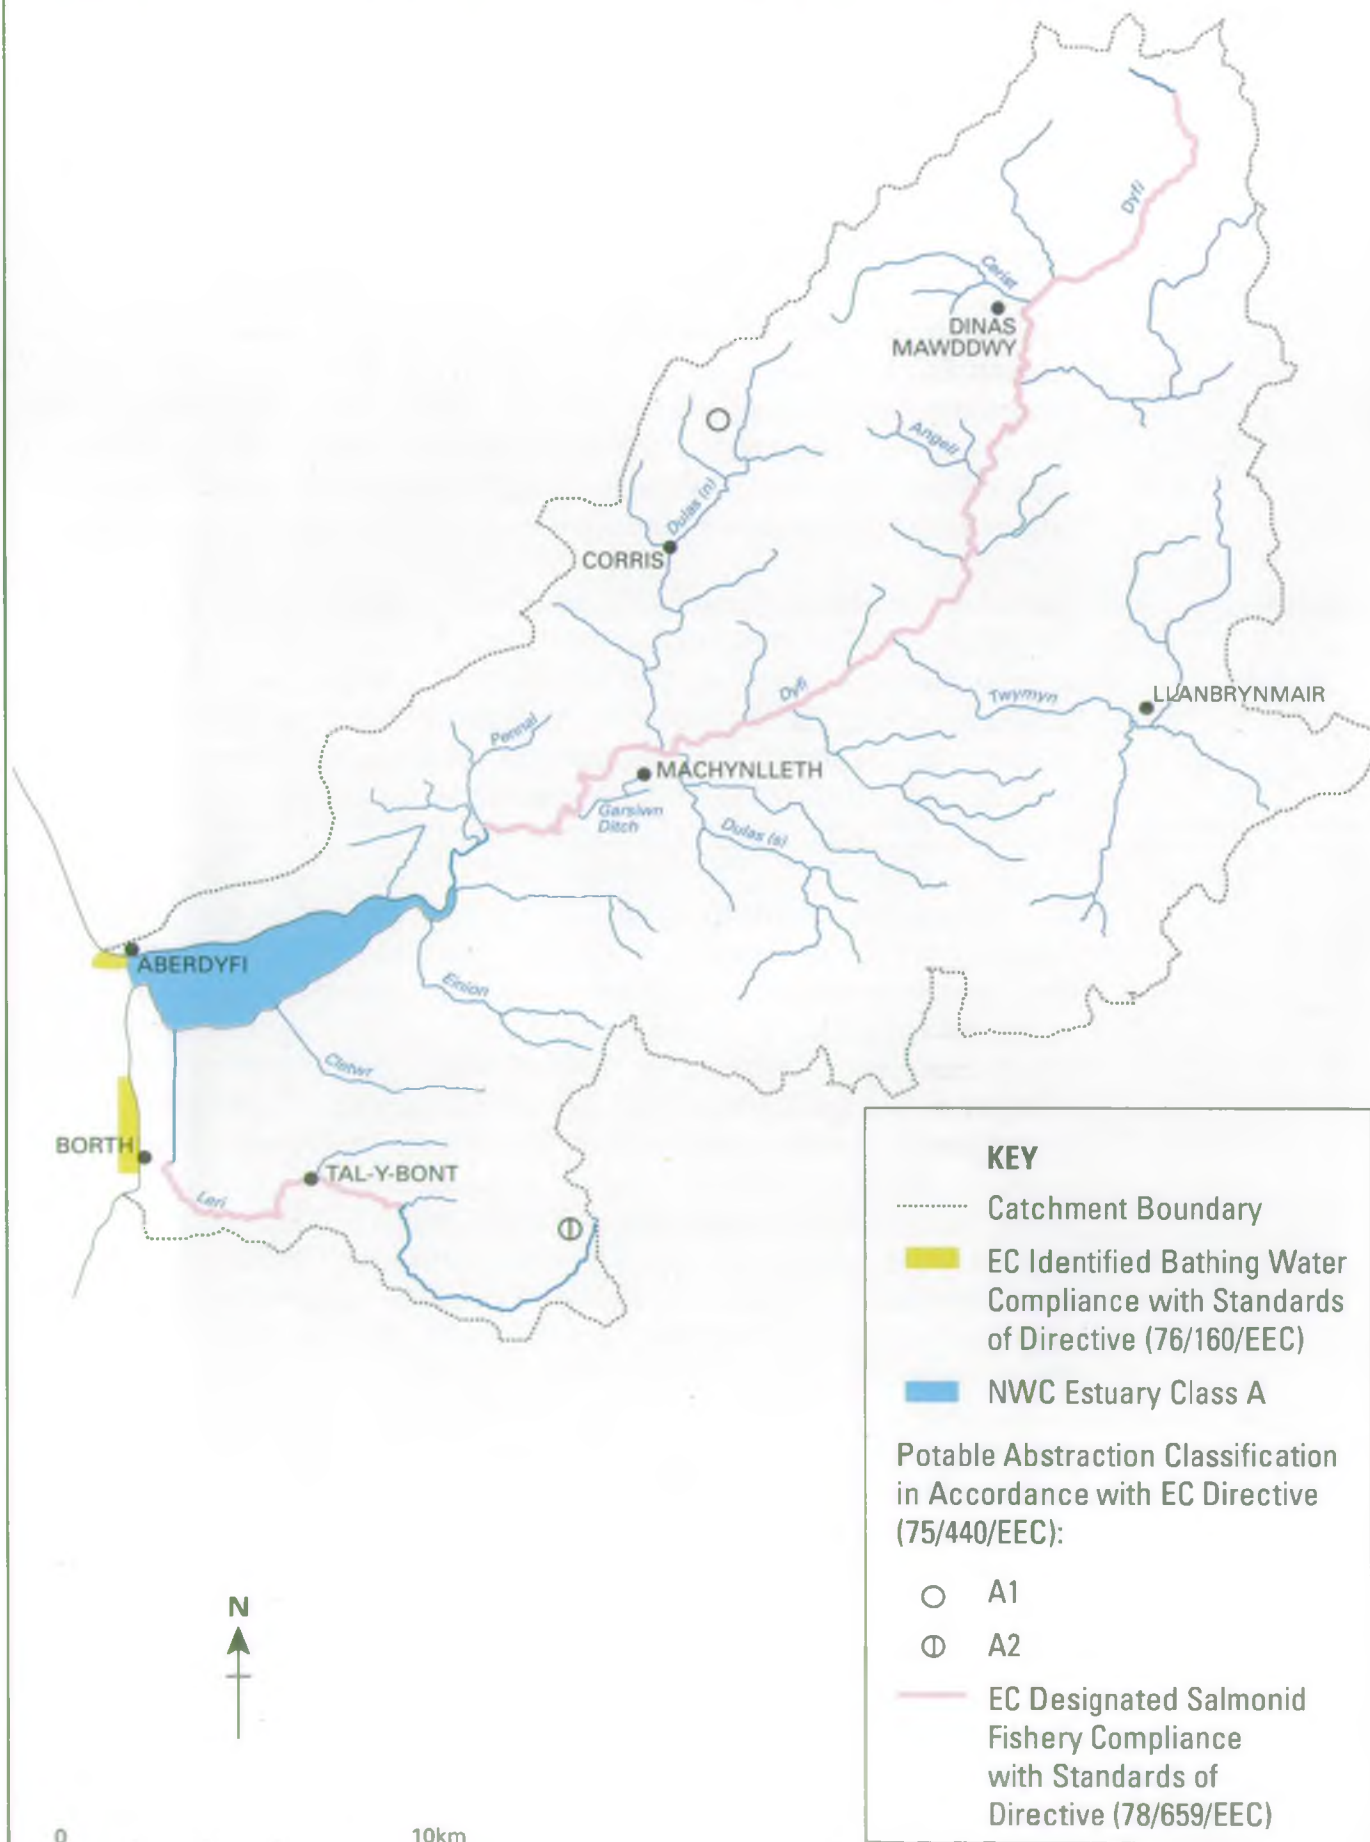 Dyfi
Cerist
DINAS
MAWDDWY
Angell
Dulas (n)
CORRIS
Dyfi
Twymyn
LLANBRYNMAIR
Pennal
MACHYNLLETH
Garsiwn
Ditch
Dulas (s)
ABERDYFI
Einion
Cletwr
BORTH
TAL-Y-BONT
Leri
KEY
Catchment Boundary
EC Identified Bathing Water
Compliance with Standards
of Directive (76/160/EEC)
NWC Estuary Class A
Potable Abstraction Classification
in Accordance with EC Directive
(75/440/EEC):
A1
A2
EC Designated Salmonid
Fishery Compliance
with Standards of
Directive (78/659/EEC)
N
0 10km